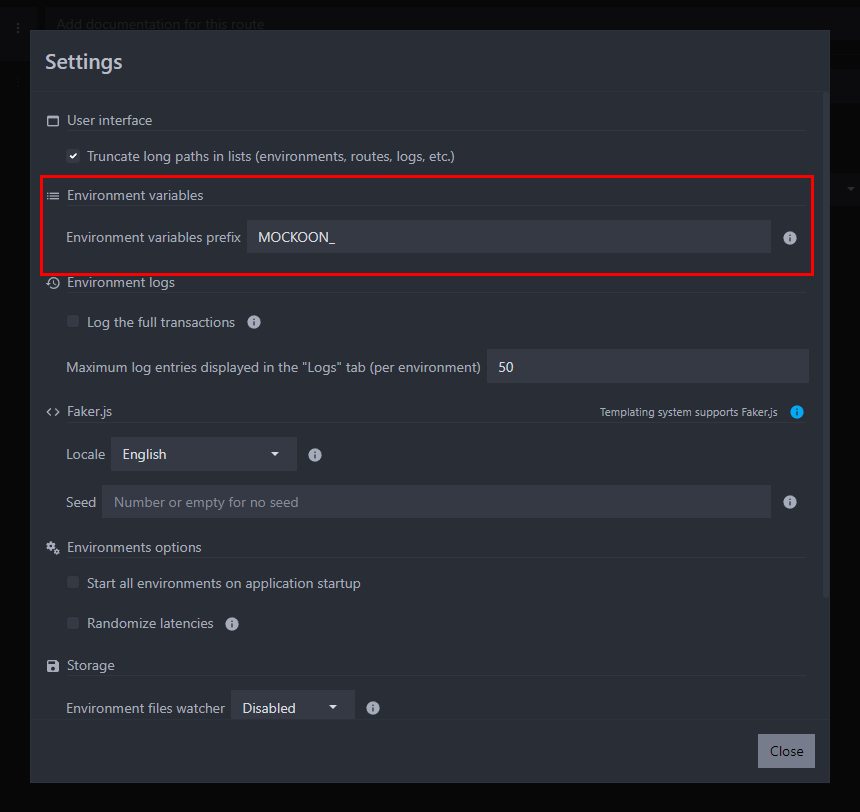 Add documentation for this route
Settings
User interface
Truncate long paths in lists (environments, routes, logs, etc.)
Environment variables
Environment variables prefix MOCKOON_
Environment logs
Log the full transactions
Maximum log entries displayed in the "Logs" tab (per environment) 50
Faker.js Templating system supports Faker.js
Locale English
Seed Number or empty for no seed
Environments options
Start all environments on application startup
Randomize latencies
Storage
Environment files watcher Disabled
Close